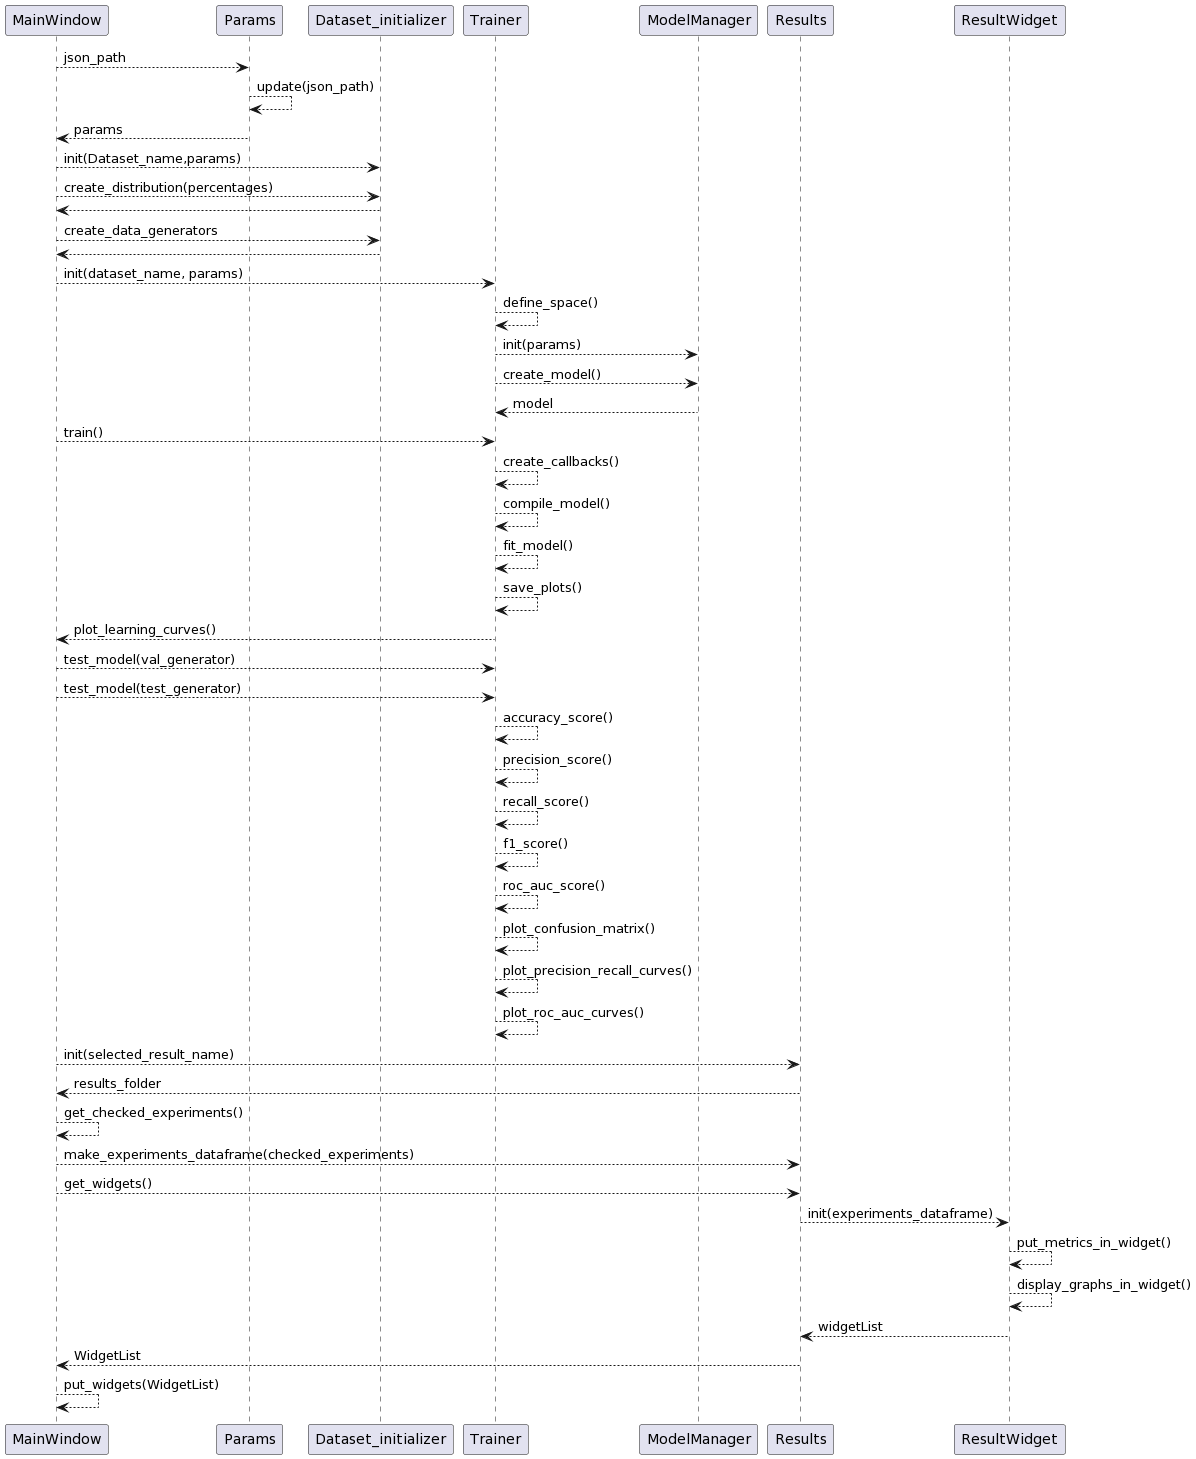 MainWindow Params Dataset_initializer Trainer ModelManager Results ResultWidget
json_path
update(json_path)
params
init(Dataset_name,params)
create_distribution(percentages)
create_data_generators
init(dataset_name, params)
define_space()
init(params)
create_model()
model
train()
create_callbacks()
compile_model()
fit_model()
save_plots()
plot_learning_curves()
test_model(val_generator)
test_model(test_generator)
accuracy_score()
precision_score()
recall_score()
f1_score()
roc_auc_score()
plot_confusion_matrix()
plot_precision_recall_curves()
plot_roc_auc_curves()
init(selected_result_name)
results_folder
get_checked_experiments()
make_experiments_dataframe(checked_experiments)
get_widgets()
init(experiments_dataframe)
put_metrics_in_widget()
display_graphs_in_widget()
widgetList
WidgetList
put_widgets(WidgetList)
MainWindow Params Dataset_initializer Trainer ModelManager Results ResultWidget